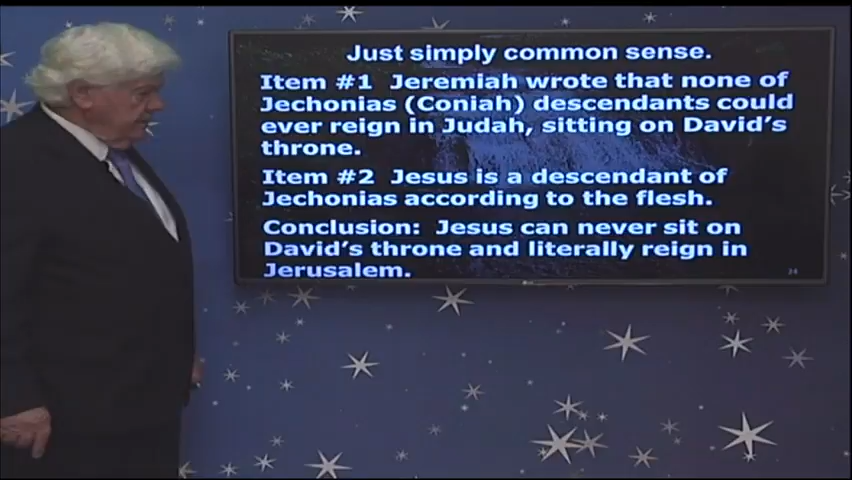 Just simply common sense.
Item #1 Jeremiah wrote that none of
Jechonias (Coniah) descendants could
ever reign in Judah, sitting on David's
throne.
Item #2 Jesus is a descendant of
Jechonias according to the flesh.
Conclusion: Jesus can never sit on
David's throne and literally reign in
Jerusalem.